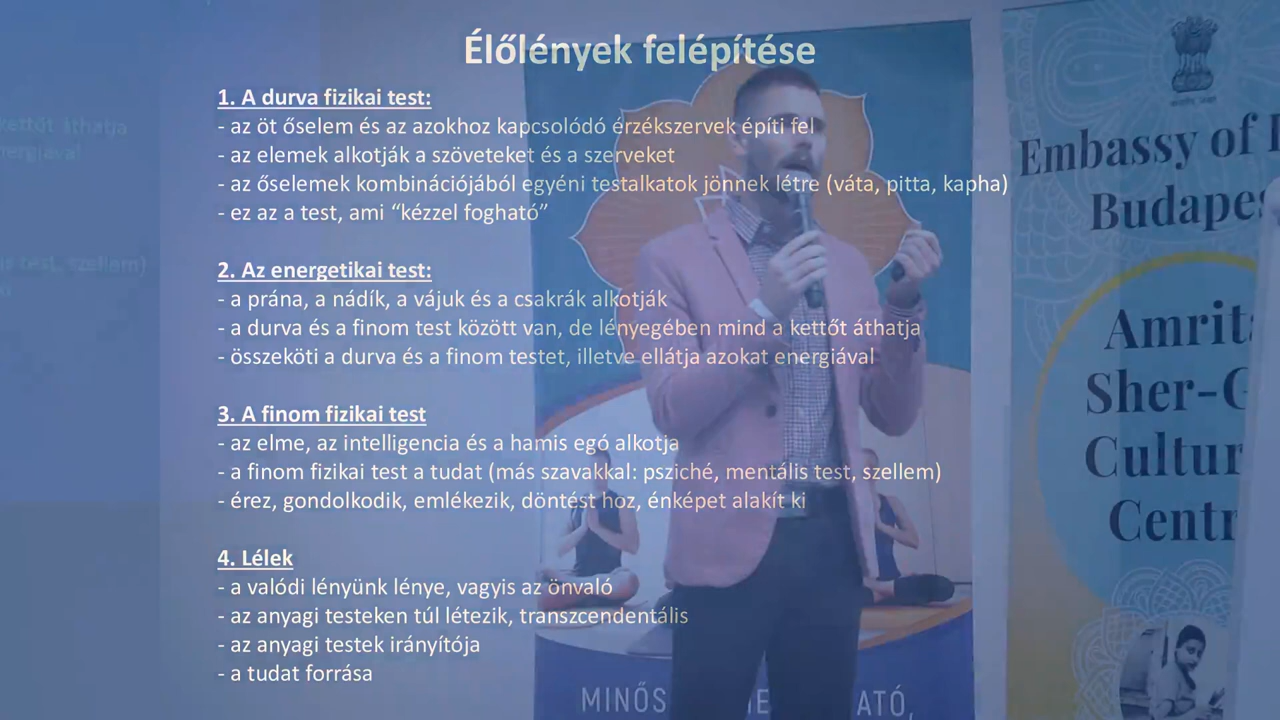 Élőlények felépítése
1. A durva fizikai test:
- az öt őselem és az azokhoz kapcsolódó érzékszervek építi fel
- az elemek alkotják a szöveteket és a szerveket
- az őselemek kombinációjából egyéni testalkatok jönnek létre (váta, pitta, kapha)
- ez az a test, ami “kézzel fogható”
2. Az energetikai test:
- a prána, a nádík, a vájuk és a csakrák alkotják
- a durva és a finom test között van, de lényegében mind a kettőt áthatja
- összeköti a durva és a finom testet, illetve ellátja azokat energiával
3. A finom fizikai test
- az elme, az intelligencia és a hamis egó alkotja
- a finom fizikai test a tudat (más szavakkal: psziché, mentális test, szellem)
- érez, gondolkodik, emlékezik, döntést hoz, énképet alakít ki
4. Lélek
- a valódi lényünk lénye, vagyis az önvaló
- az anyagi testeken túl létezik, transzcendentális
- az anyagi testek irányítója
- a tudat forrása
kettőt áthatja
test, szellem)
Embassy of
Budapes
Amrit
Sher-G
Cultur
Centr
MINŐS
ATÓ,